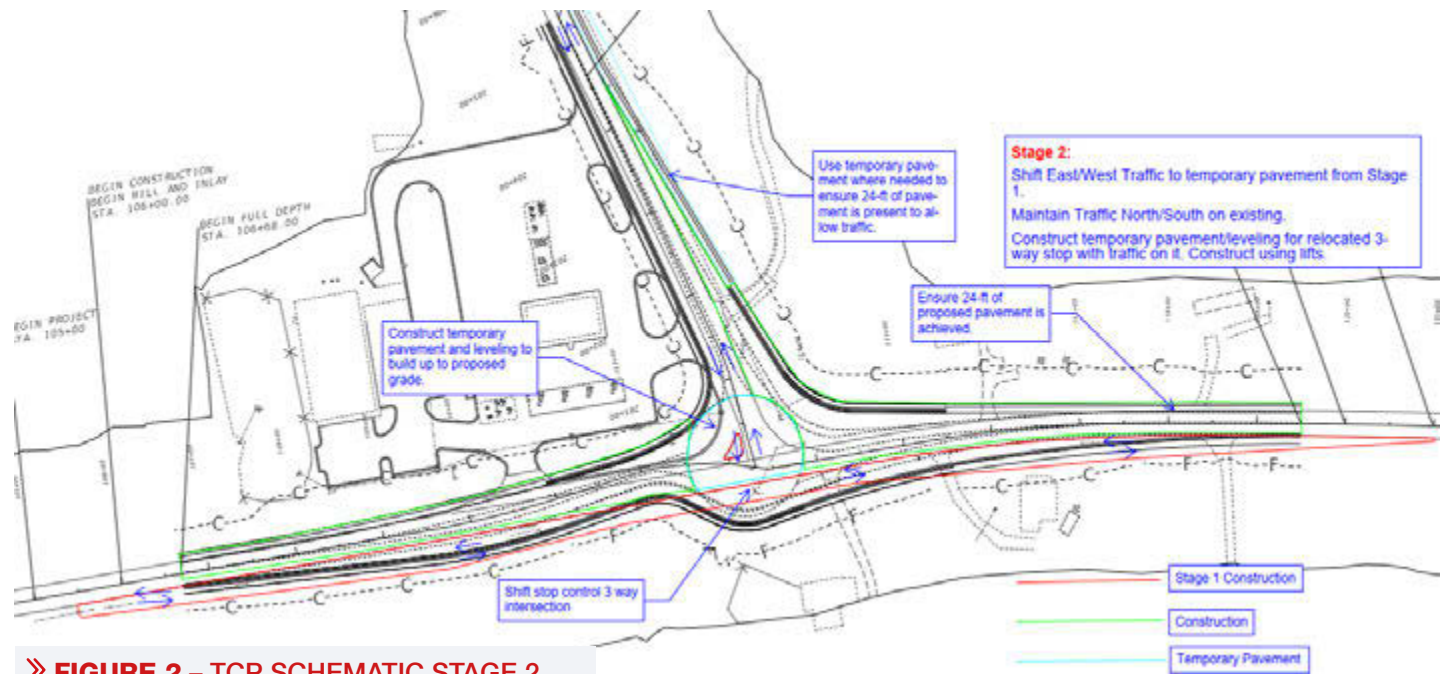 BEGIN CONSTRUCTION
BEGIN MILL AND INLAY
STA. 106+00.00
BEGIN FULL DEPTH
STA. 106+68.00
EGIN PROJECT
TA. 105+00
Use temporary pave-
ment where needed to
ensure 24-ft of pave-
ment is present to al-
low traffic.
Stage 2:
Shift East/West Traffic to temporary pavement from Stage
1.
Maintain Traffic North/South on existing.
Construct temporary pavement/leveling for relocated 3-
way stop with traffic on it. Construct using lifts.
Ensure 24-ft of
proposed pavement is
achieved.
Construct temporary
pavement and leveling to
build up to proposed
grade.
Shift stop control 3 way
intersection
Stage 1 Construction
Construction
Temporary Pavement
» FIGURE 2 – TCP SCHEMATIC STAGE 2